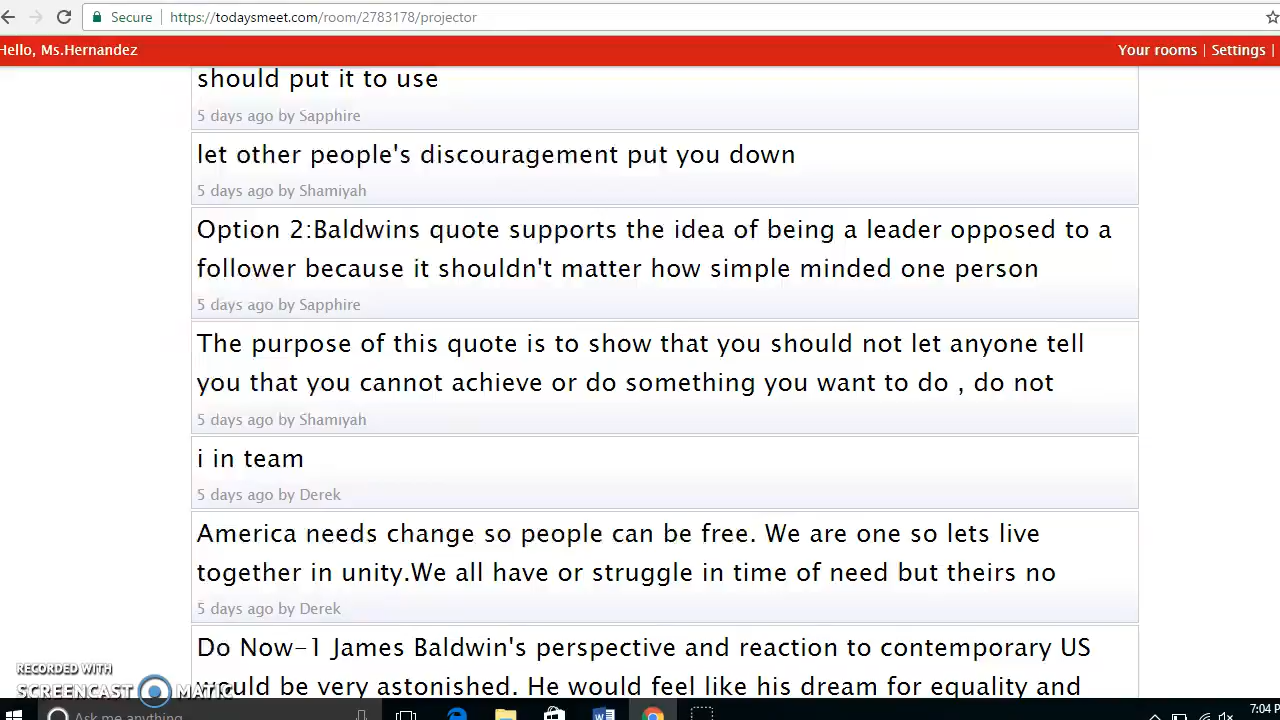 Secure
https://todaysmeet.com/room/2783178/projector
Hello, Ms.Hernandez
Your rooms | Settings |
should put it to use
5 days ago by Sapphire
let other people's discouragement put you down
5 days ago by Shamiyah
Option 2:Baldwins quote supports the idea of being a leader opposed to a
follower because it shouldn't matter how simple minded one person
5 days ago by Sapphire
The purpose of this quote is to show that you should not let anyone tell
you that you cannot achieve or do something you want to do , do not
5 days ago by Shamiyah
i in team
5 days ago by Derek
America needs change so people can be free. We are one so lets live
together in unity.We all have or struggle in time of need but theirs no
5 days ago by Derek
Do Now-1 James Baldwin's perspective and reaction to contemporary US
would be very astonished. He would feel like his dream for equality and
RECORDED WITH
SCREENCAST MATIC
Ask me anything
7:04 P